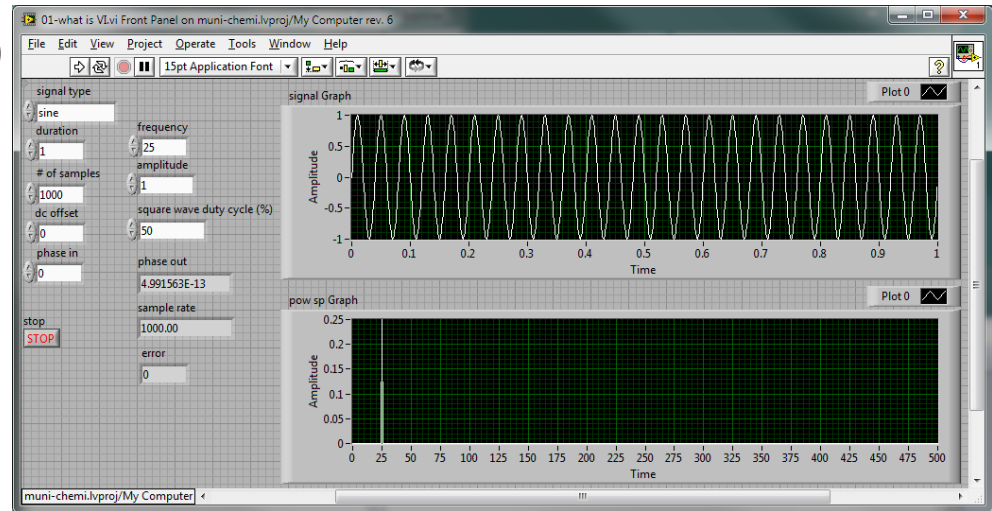 01-what is VI.vi Front Panel on muni-chemi.lvproj/My Computer rev. 6
File Edit View Project Operate Tools Window Help
15pt Application Font
1
signal type
sine
duration
1
# of samples
1000
dc offset
0
phase in
0
stop
STOP
frequency
25
amplitude
1
square wave duty cycle (%)
50
phase out
4.991563E-13
sample rate
1000.00
error
0
signal Graph
Plot 0
Amplitude
1
0.5
0
-0.5
-1
0 0.1 0.2 0.3 0.4 0.5 0.6 0.7 0.8 0.9 1
Time
pow sp Graph
Plot 0
Amplitude
0.25
0.2
0.15
0.1
0.05
0
0 25 50 75 100 125 150 175 200 225 250 275 300 325 350 375 400 425 450 475 500
Time
muni-chemi.lvproj/My Computer